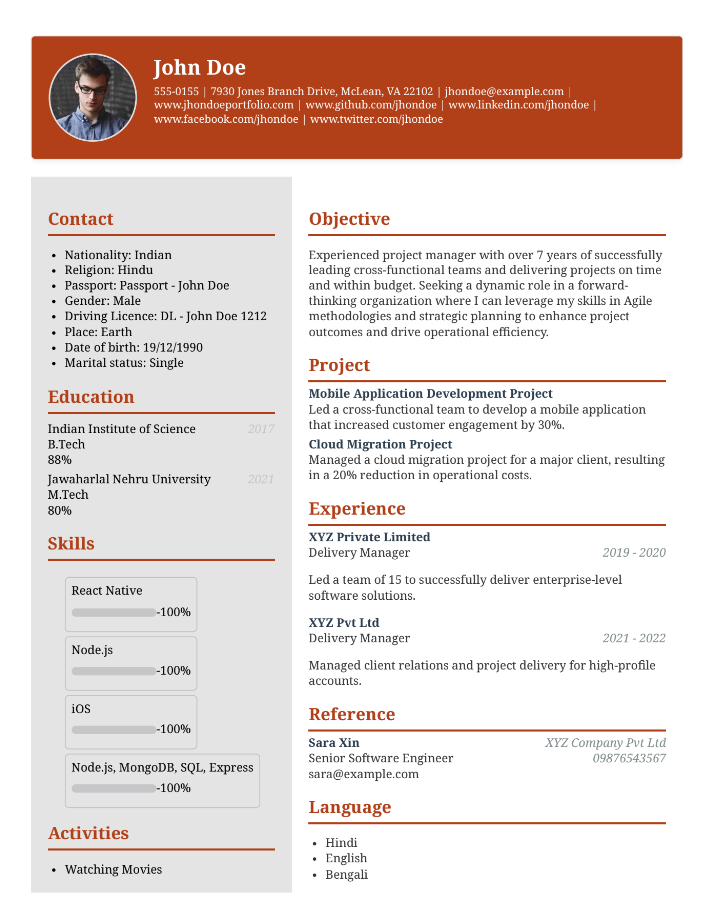 John Doe
555-0155 | 7930 Jones Branch Drive, McLean, VA 22102 | jhondoe@example.com |
www.jhondoeportfolio.com | www.github.com/jhondoe | www.linkedin.com/jhondoe |
www.facebook.com/jhondoe | www.twitter.com/jhondoe
Contact
• Nationality: Indian
• Religion: Hindu
• Passport: Passport - John Doe
• Gender: Male
• Driving Licence: DL - John Doe 1212
• Place: Earth
• Date of birth: 19/12/1990
• Marital status: Single
Education
Indian Institute of Science 2017
B.Tech
88%
Jawaharlal Nehru University 2021
M.Tech
80%
Skills
React Native
-100%
Node.js
-100%
iOS
-100%
Node.js, MongoDB, SQL, Express
-100%
Activities
• Watching Movies
Objective
Experienced project manager with over 7 years of successfully
leading cross-functional teams and delivering projects on time
and within budget. Seeking a dynamic role in a forward-
thinking organization where I can leverage my skills in Agile
methodologies and strategic planning to enhance project
outcomes and drive operational efficiency.
Project
Mobile Application Development Project
Led a cross-functional team to develop a mobile application
that increased customer engagement by 30%.
Cloud Migration Project
Managed a cloud migration project for a major client, resulting
in a 20% reduction in operational costs.
Experience
XYZ Private Limited
Delivery Manager 2019 - 2020
Led a team of 15 to successfully deliver enterprise-level
software solutions.
XYZ Pvt Ltd
Delivery Manager 2021 - 2022
Managed client relations and project delivery for high-profile
accounts.
Reference
Sara Xin XYZ Company Pvt Ltd
Senior Software Engineer 09876543567
sara@example.com
Language
• Hindi
• English
• Bengali